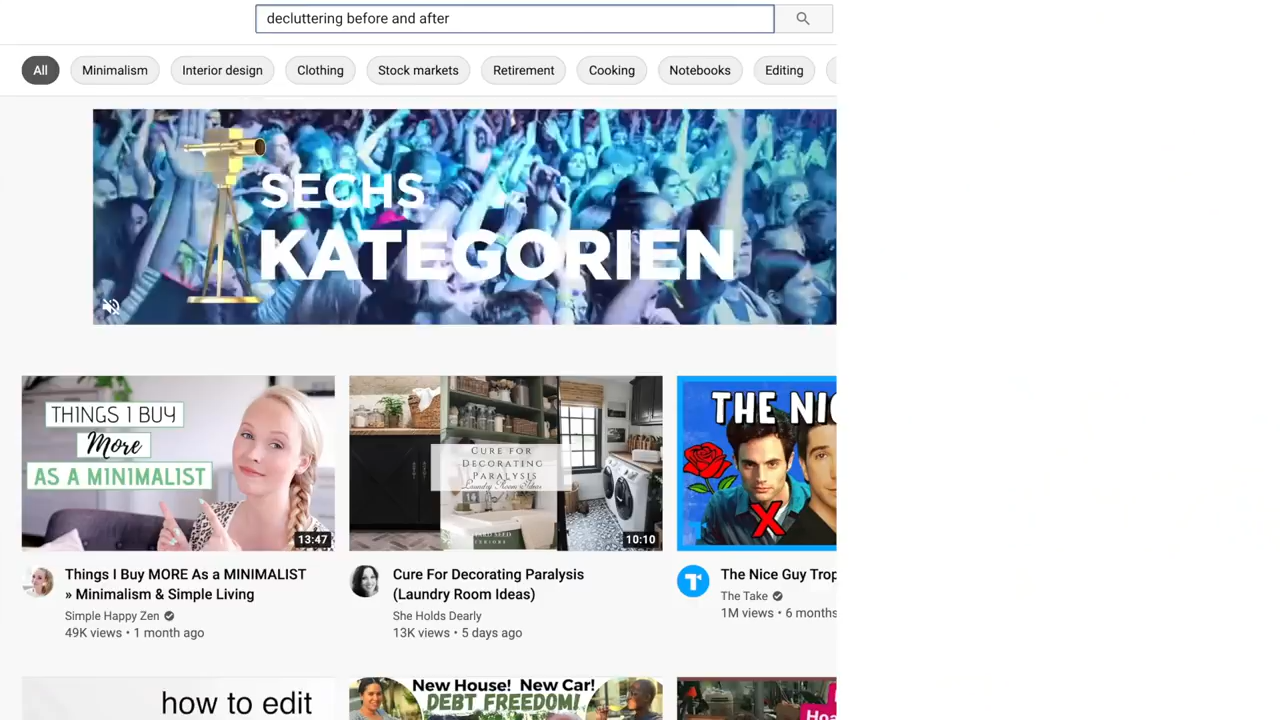 decluttering before and after
All
Minimalism
Interior design
Clothing
Stock markets
Retirement
Cooking
Notebooks
Editing
SECHS
KATEGORIEN
THINGS I BUY
More
AS A MINIMALIST
13:47
CURE FOR
DECORATING
PARALYSIS
Laundry Room Ideas
10:10
THE NIC
X
Things I Buy MORE As a MINIMALIST
» Minimalism & Simple Living
Simple Happy Zen
49K views • 1 month ago
Cure For Decorating Paralysis
(Laundry Room Ideas)
She Holds Dearly
13K views • 5 days ago
T
The Nice Guy Trop
The Take
1M views • 6 months
how to edit
New House! New Car!
DEBT FREEDOM!
Hoa